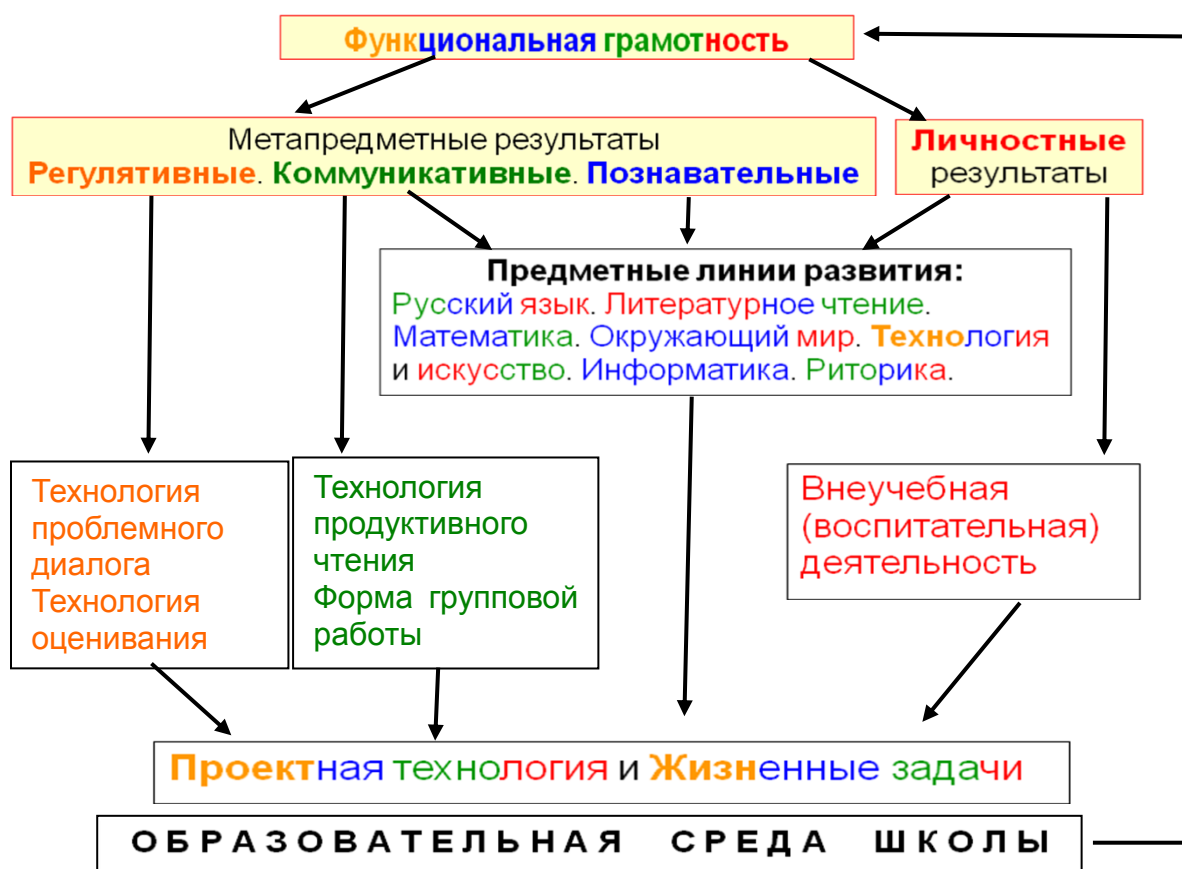 Функциональная грамотность
Метапредметные результаты
Регулятивные. Коммуникативные. Познавательные
Личностные
результаты
Предметные линии развития:
Русский язык. Литературное чтение.
Математика. Окружающий мир. Технология
и искусство. Информатика. Риторика.
Технология
проблемного
диалога
Технология
оценивания
Технология
продуктивного
чтения
Форма групповой
работы
Внеучебная
(воспитательная)
деятельность
Проектная технология и Жизненные задачи
ОБРАЗОВАТЕЛЬНАЯ СРЕДА ШКОЛЫ